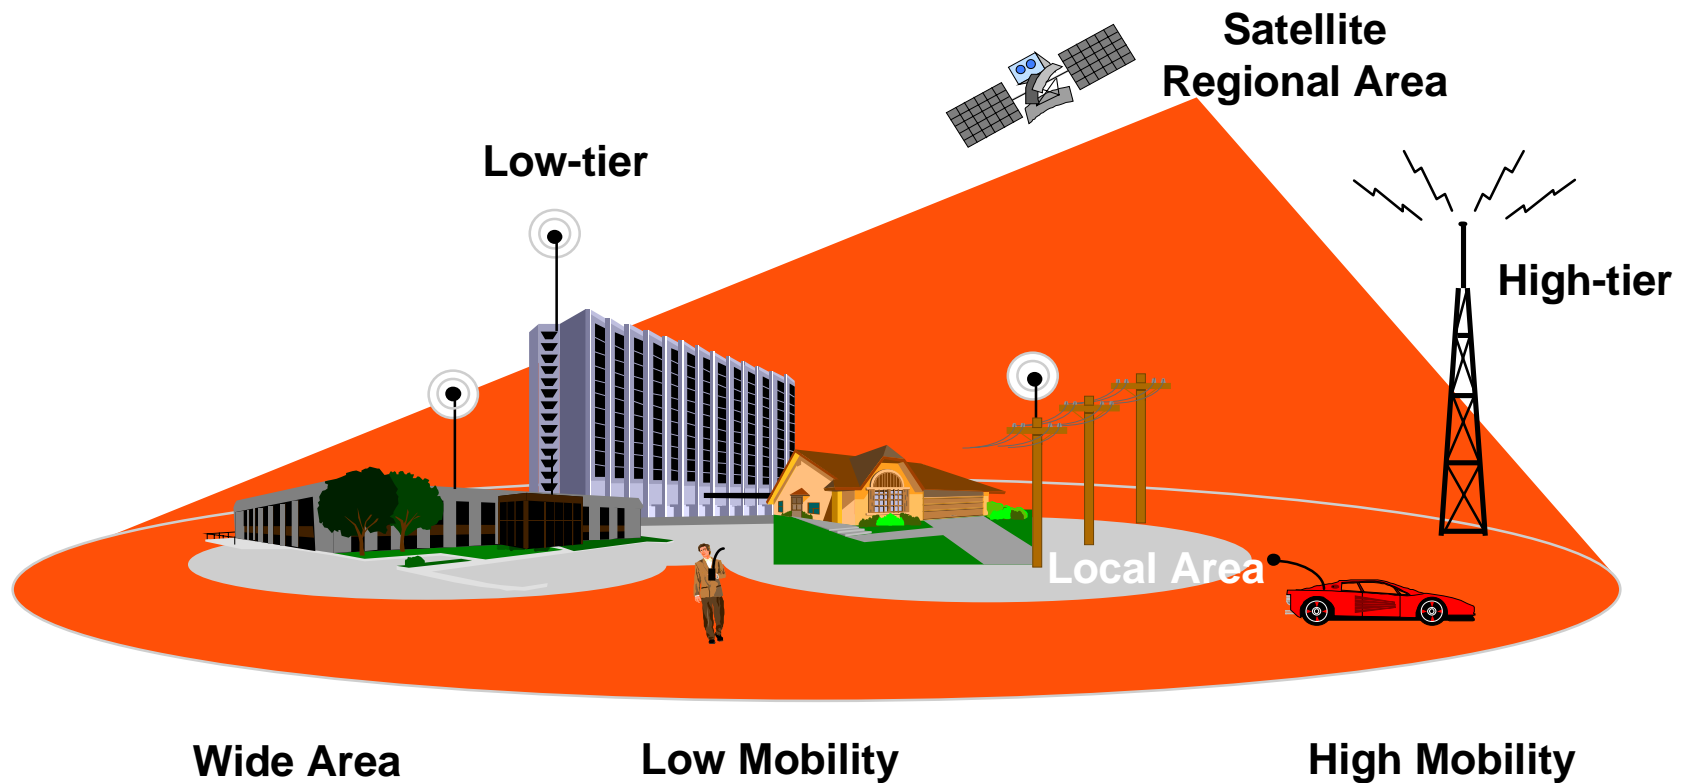 Satellite
Regional Area
Low-tier
High-tier
Local Area
Wide Area
Low Mobility
High Mobility